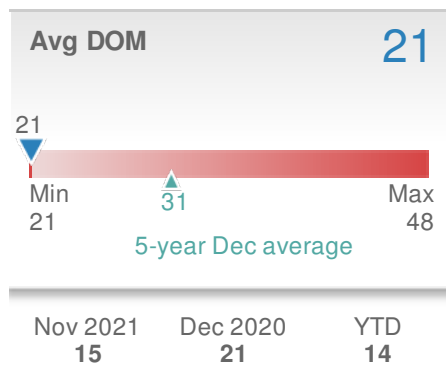 Avg DOM 21
21
Min Max
21 31 48
5-year Dec average
Nov 2021 Dec 2020 YTD
15 21 14